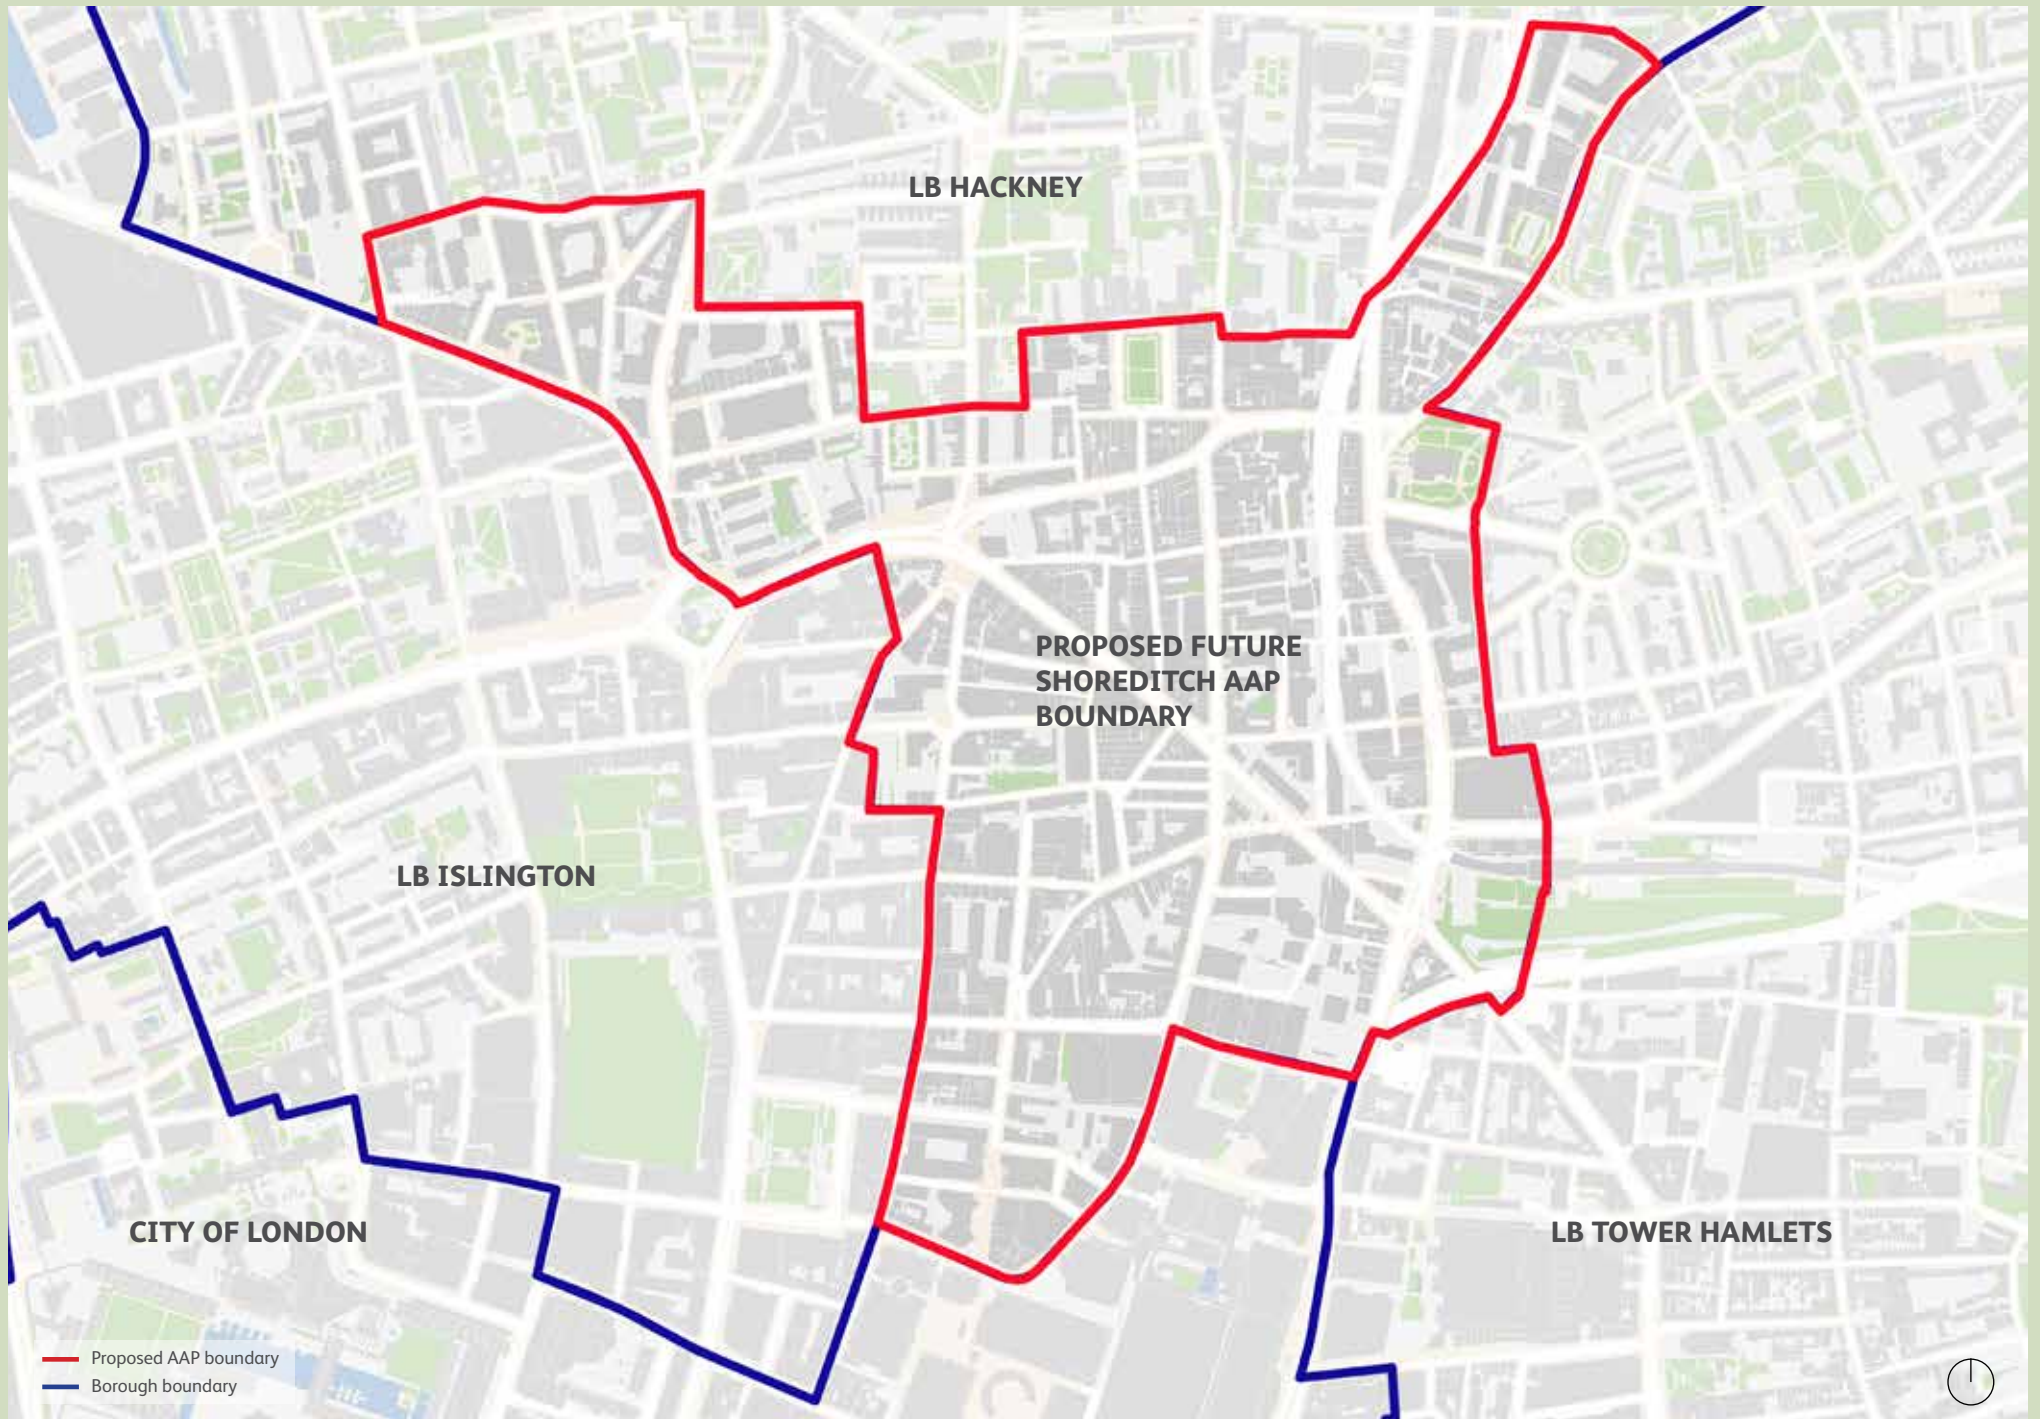 LB HACKNEY
PROPOSED FUTURE
SHOREDITCH AAP
BOUNDARY
LB ISLINGTON
CITY OF LONDON
LB TOWER HAMLETS
Proposed AAP boundary
Borough boundary